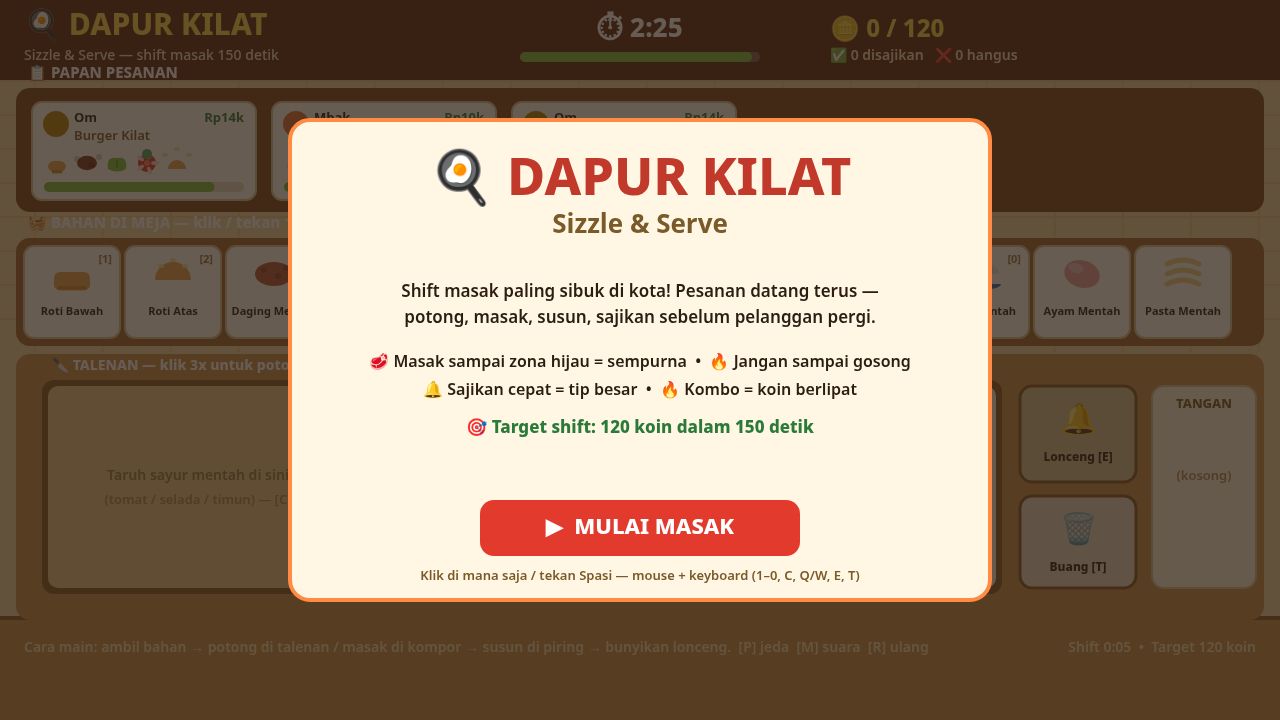 DAPUR KILAT
2:25
0 / 120
Sizzle & Serve — shift masak 150 detik
0 disajikan
0 hangus
PAPAN PESANAN
Om
Rp14k
Burger Kilat
Mbak
Rp10k
Om
Rp14k
DAPUR KILAT
Sizzle & Serve
Shift masak paling sibuk di kota! Pesanan datang terus —
potong, masak, susun, sajikan sebelum pelanggan pergi.
🥩 Masak sampai zona hijau = sempurna • 🔥 Jangan sampai gosong
🔔 Sajikan cepat = tip besar • 🔥 Kombo = koin berlipat
🎯 Target shift: 120 koin dalam 150 detik
▶ MULAI MASAK
Klik di mana saja / tekan Spasi — mouse + keyboard (1–0, C, Q/W, E, T)
BAHAN DI MEJA — klik / tekan
[1]
Roti Bawah
[2]
Roti Atas
Daging Me
[0]
ntah
Ayam Mentah
Pasta Mentah
TALENAN — klik 3x untuk poto
Taruh sayur mentah di sini
(tomat / selada / timun) — [C
Lonceng [E]
Buang [T]
TANGAN
(kosong)
Cara main: ambil bahan → potong di talenan / masak di kompor → susun di piring → bunyikan lonceng. [P] jeda [M] suara [R] ulang
Shift 0:05 • Target 120 koin